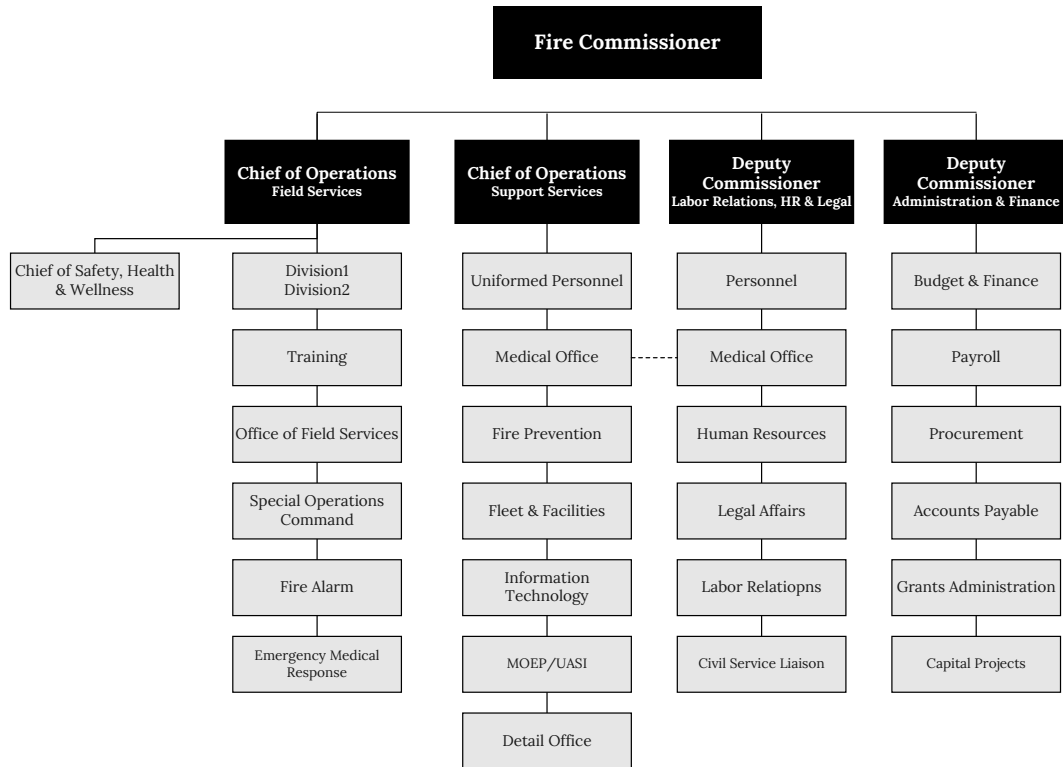 Fire Commissioner
Chief of Operations
Field Services
Chief of Operations
Support Services
Deputy
Commissioner
Labor Relations, HR & Legal
Deputy
Commissioner
Administration & Finance
Chief of Safety, Health
& Wellness
Division1
Division2
Training
Office of Field Services
Special Operations
Command
Fire Alarm
Emergency Medical
Response
Uniformed Personnel
Medical Office
Fire Prevention
Fleet & Facilities
Information
Technology
MOEP/UASI
Detail Office
Personnel
Medical Office
Human Resources
Legal Affairs
Labor Relatiopns
Civil Service Liaison
Budget & Finance
Payroll
Procurement
Accounts Payable
Grants Administration
Capital Projects